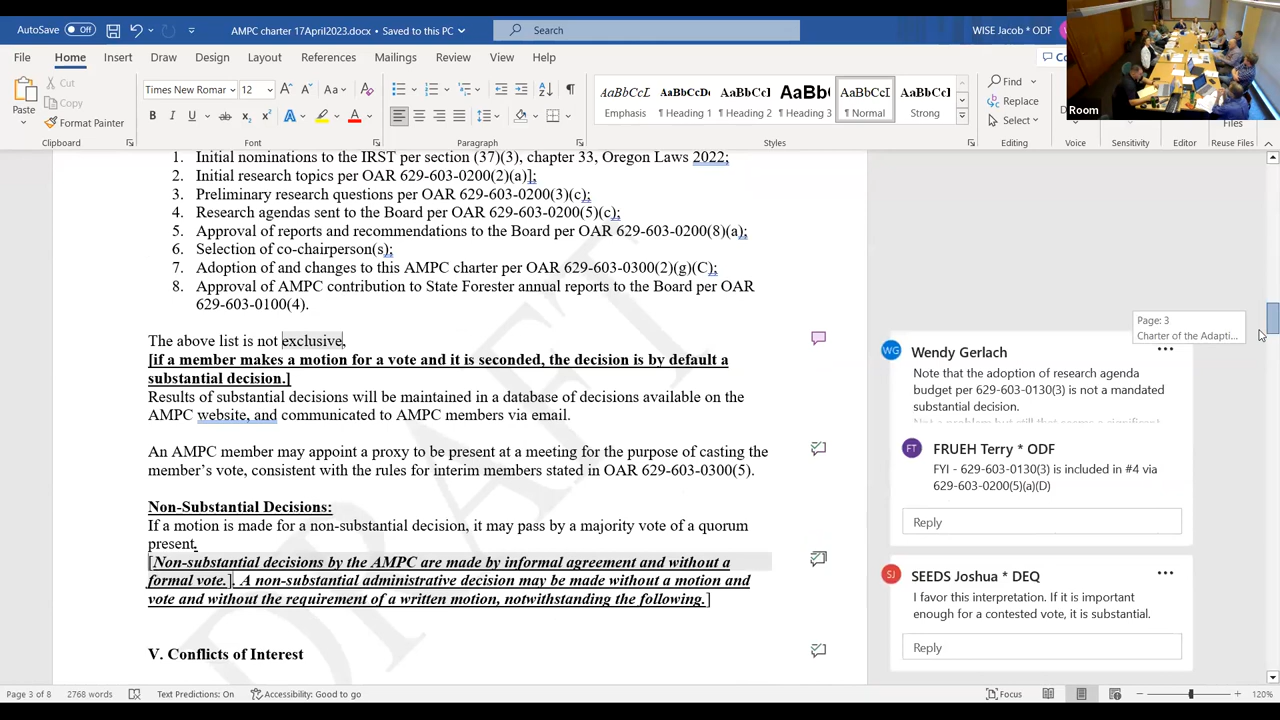 AutoSave Off
AMPC charter 17April2023.docx • Saved to this PC
Search
WISE Jacob * ODF
File Home Insert Draw Design Layout References Mailings Review View Help
Paste
Cut
Copy
Format Painter
Clipboard
Times New Romar 12
Font
Paragraph
AaBbCcL Emphasis
AaBbCcDc ¶ Heading 1
AaBbCcL ¶ Heading 2
AaBbCc ¶ Heading 3
AaBbCcI ¶ Normal
AaBbCcI Strong
Styles
Find
Replace
Select
Editing
Voice
Sensitivity
Editor
Files
Reuse Files
Room
1. Initial nominations to the IRST per section (37)(3), chapter 33, Oregon Laws 2022;
2. Initial research topics per OAR 629-603-0200(2)(a)];
3. Preliminary research questions per OAR 629-603-0200(3)(c);
4. Research agendas sent to the Board per OAR 629-603-0200(5)(c);
5. Approval of reports and recommendations to the Board per OAR 629-603-0200(8)(a);
6. Selection of co-chairperson(s);
7. Adoption of and changes to this AMPC charter per OAR 629-603-0300(2)(g)(C);
8. Approval of AMPC contribution to State Forester annual reports to the Board per OAR
629-603-0100(4).
The above list is not exclusive,
[if a member makes a motion for a vote and it is seconded, the decision is by default a
substantial decision.]
Results of substantial decisions will be maintained in a database of decisions available on the
AMPC website, and communicated to AMPC members via email.
An AMPC member may appoint a proxy to be present at a meeting for the purpose of casting the
member's vote, consistent with the rules for interim members stated in OAR 629-603-0300(5).
Non-Substantial Decisions:
If a motion is made for a non-substantial decision, it may pass by a majority vote of a quorum
present.
[Non-substantial decisions by the AMPC are made by informal agreement and without a
formal vote.]. A non-substantial administrative decision may be made without a motion and
vote and without the requirement of a written motion, notwithstanding the following.]
V. Conflicts of Interest
DRAFT
Page: 3
Charter of the Adapti...
WG Wendy Gerlach
Note that the adoption of research agenda
budget per 629-603-0130(3) is not a mandated
substantial decision.
FT FRUEH Terry * ODF
FYI - 629-603-0130(3) is included in #4 via
629-603-0200(5)(a)(D)
Reply
SJ SEEDS Joshua * DEQ
I favor this interpretation. If it is important
enough for a contested vote, it is substantial.
Reply
Page 3 of 8 2768 words Text Predictions: On Accessibility: Good to go Focus 120%